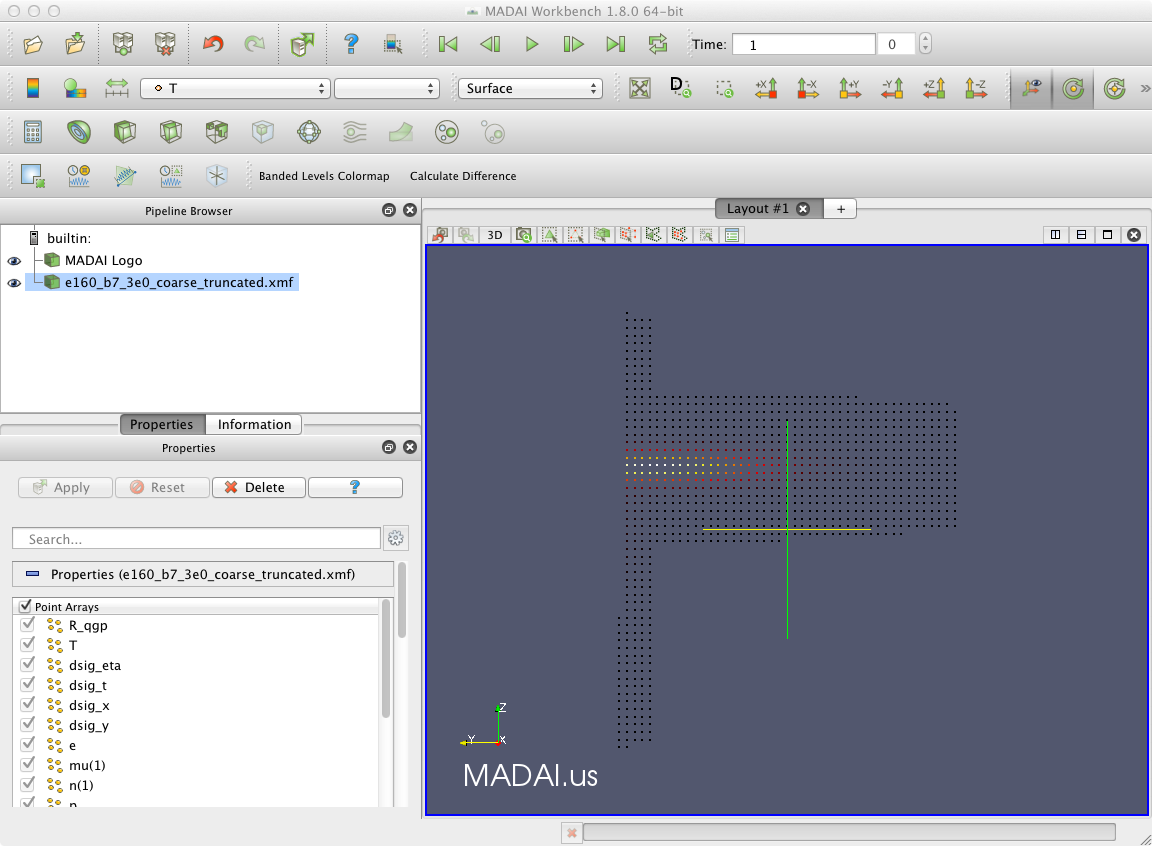 MADAI Workbench 1.8.0 64-bit
?
Time: 1 0
T Surface D +X -X +Y -Y +Z -Z »
Banded Levels Colormap Calculate Difference
Pipeline Browser
Layout #1 +
builtin:
MADAI Logo
e160_b7_3e0_coarse_truncated.xmf
3D
Properties Information
Properties
Apply Reset Delete ?
Search...
Properties (e160_b7_3e0_coarse_truncated.xmf)
Point Arrays
R_qgp
T
dsig_eta
dsig_t
dsig_x
dsig_y
e
mu(1)
n(1)
Z
Y X
MADAI.us